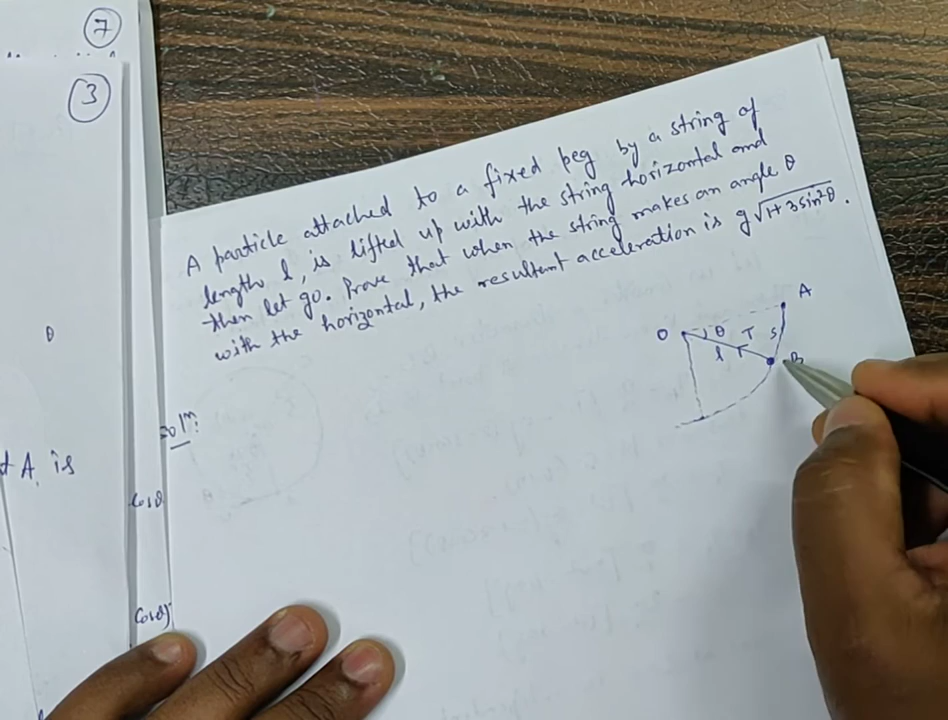 7
3
A particle attached to a fixed peg by a string of
length l, is lifted up with the string horizontal and
then let go. Prove that when the string makes an angle θ
with the horizontal, the resultant acceleration is g√1+3sin²θ.
A
O θ T s
l B
θ
Solⁿ:
A, is
cosθ
cosθ)